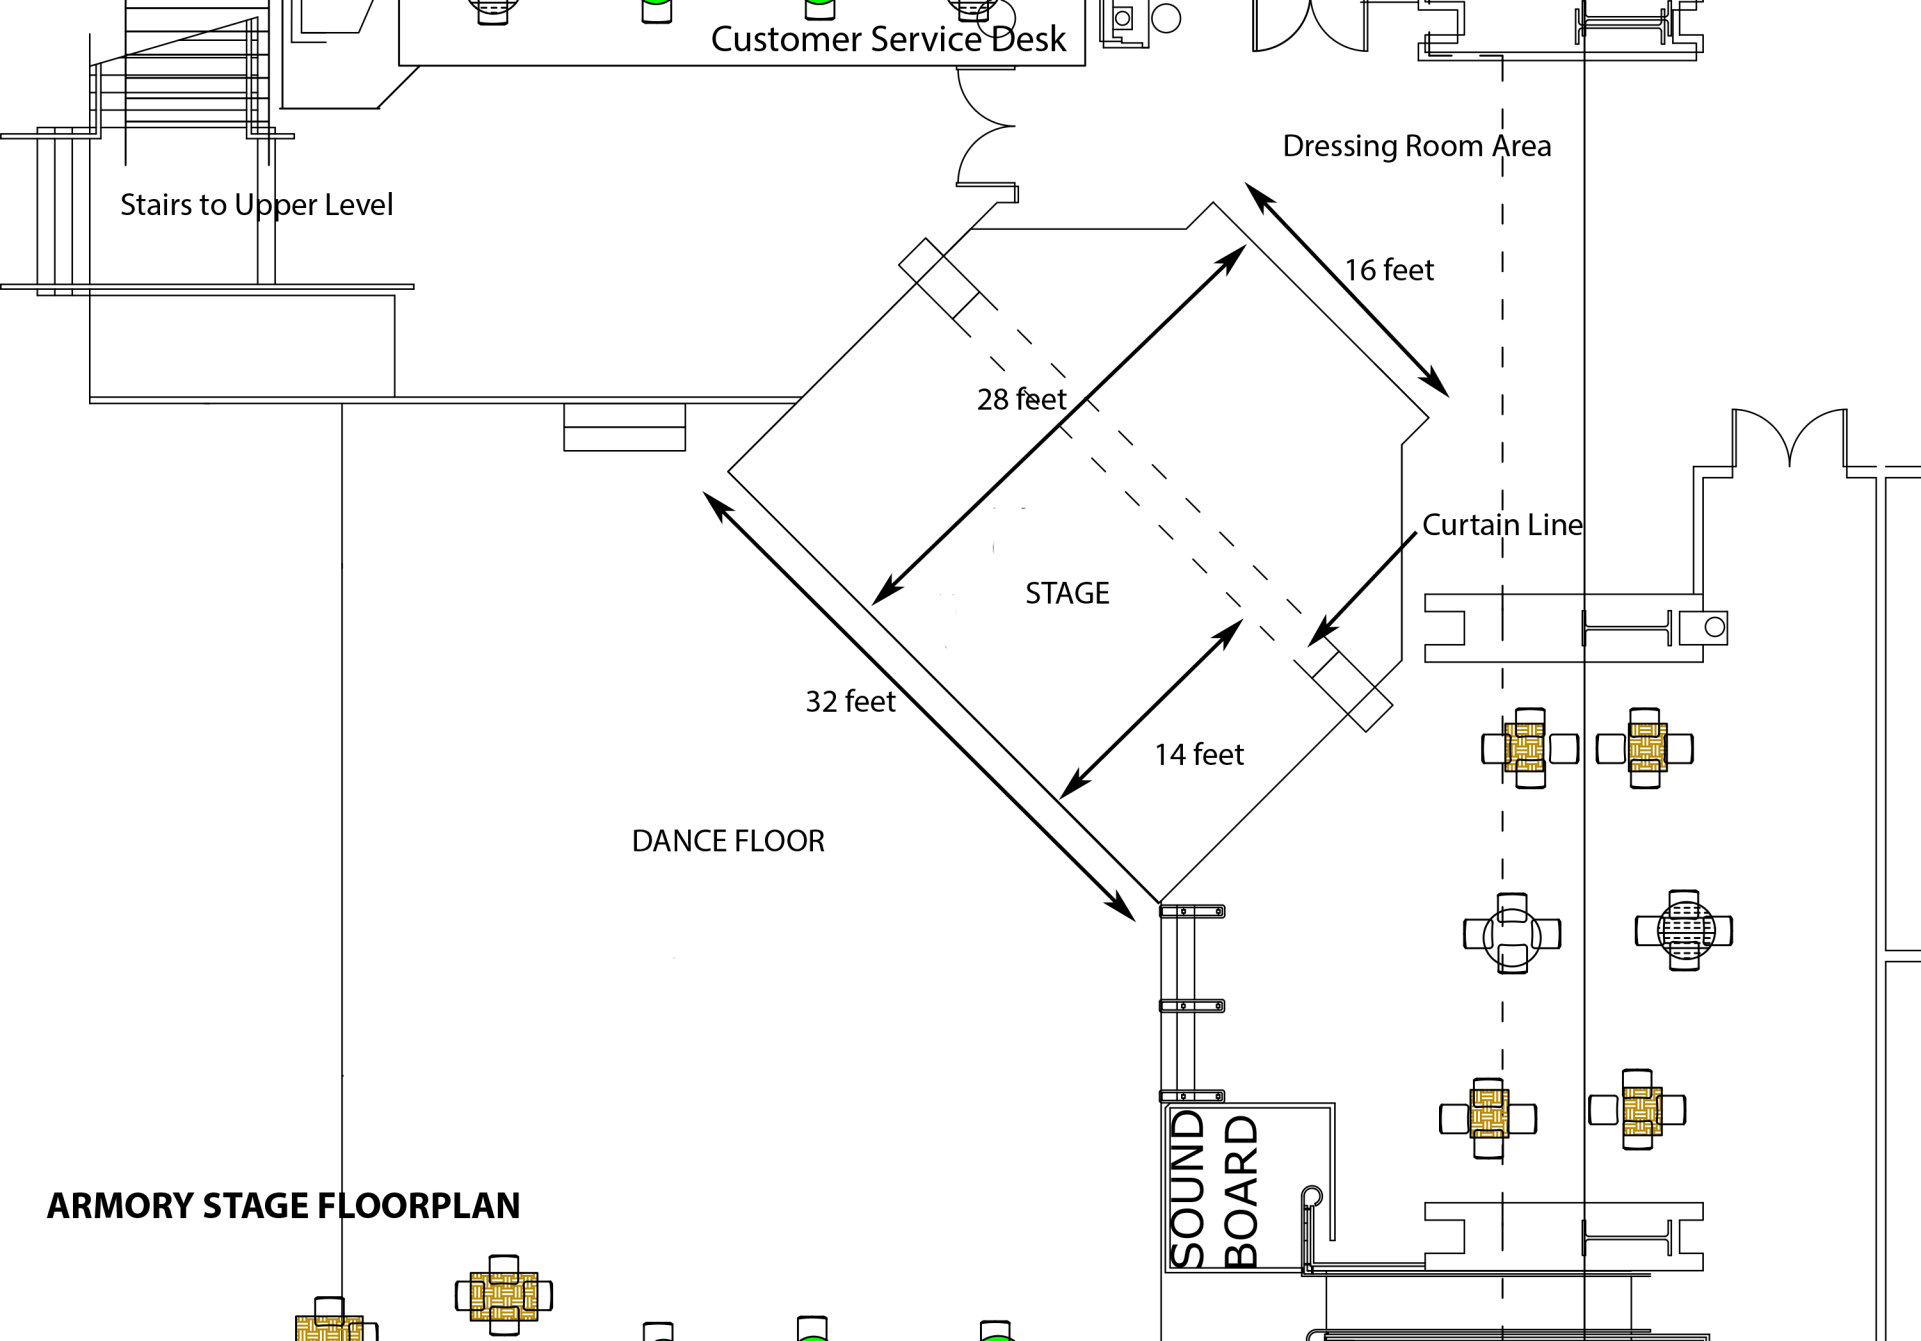 Customer Service Desk
Dressing Room Area
Stairs to Upper Level
16 feet
28 feet
Curtain Line
STAGE
32 feet
14 feet
DANCE FLOOR
SOUND
BOARD
ARMORY STAGE FLOORPLAN